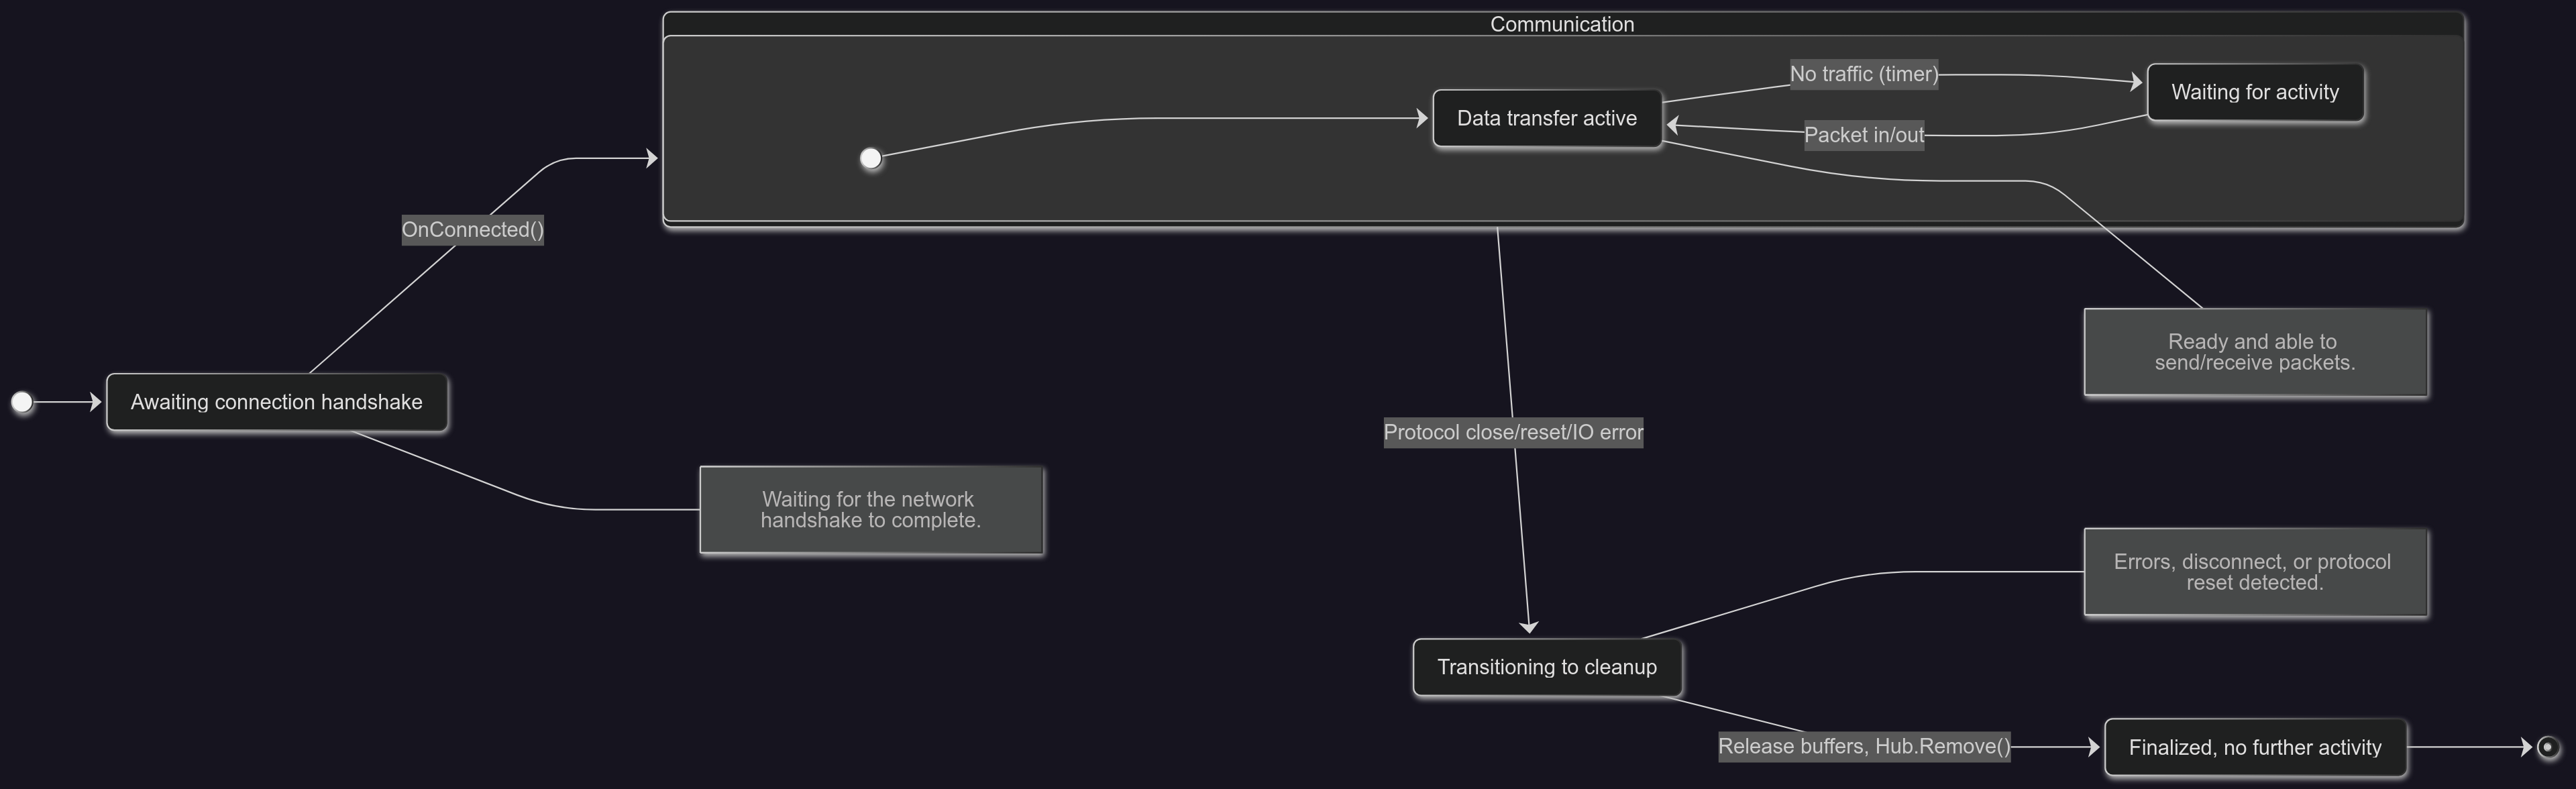 Communication
No traffic (timer)
Waiting for activity
Data transfer active
Packet in/out
OnConnected()
Ready and able to
send/receive packets.
Awaiting connection handshake
Protocol close/reset/IO error
Waiting for the network
handshake to complete.
Errors, disconnect, or protocol
reset detected.
Transitioning to cleanup
Release buffers, Hub.Remove()
Finalized, no further activity